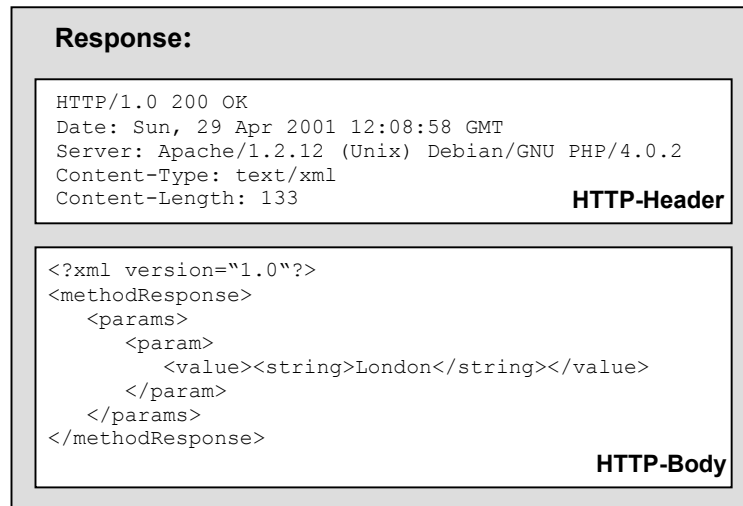 Response:
HTTP/1.0 200 OK
Date: Sun, 29 Apr 2001 12:08:58 GMT
Server: Apache/1.2.12 (Unix) Debian/GNU PHP/4.0.2
Content-Type: text/xml
Content-Length: 133
HTTP-Header
<?xml version=“1.0“?>
<methodResponse>
<params>
<param>
<value><string>London</string></value>
</param>
</params>
</methodResponse>
HTTP-Body